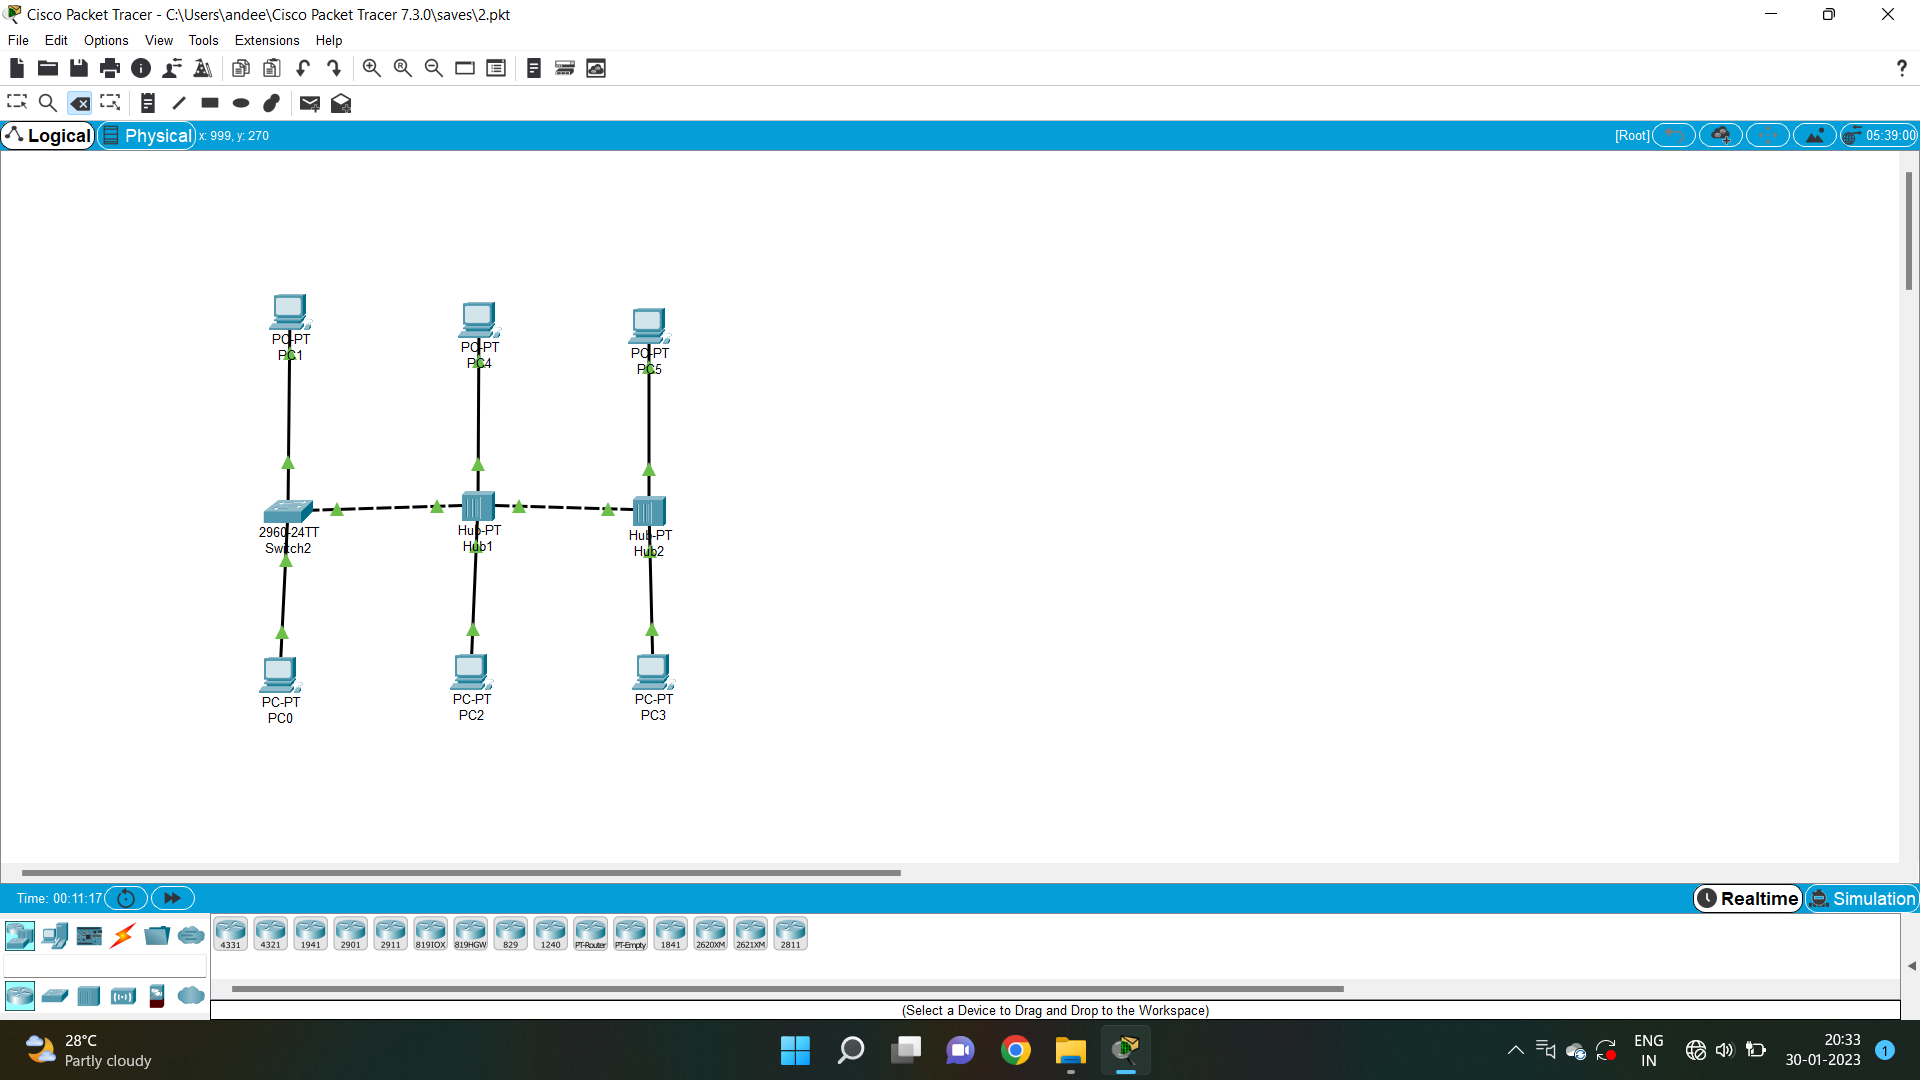 Cisco Packet Tracer - C:\Users\andee\Cisco Packet Tracer 7.3.0\saves\2.pkt
File Edit Options View Tools Extensions Help
?
Logical Physical x: 999, y: 270 [Root] 05:39:00
PC-PT
PC1
PC-PT
PC4
PC-PT
PC5
2960-24TT
Switch2
Hub-PT
Hub1
Hub-PT
Hub2
PC-PT
PC0
PC-PT
PC2
PC-PT
PC3
Time: 00:11:17 Realtime Simulation
4331 4321 1941 2901 2911 819IOX 819HGW 829 1240 PT-Router PT-Empty 1841 2620XM 2621XM 2811
(Select a Device to Drag and Drop to the Workspace)
28°C
Partly cloudy
ENG
IN
20:33
30-01-2023
1